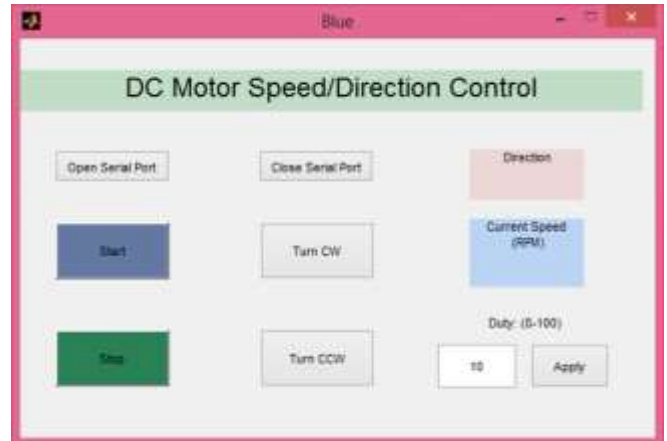 Blue
DC Motor Speed/Direction Control
Open Serial Port
Close Serial Port
Direction
Start
Turn CW
Current Speed
(RPM)
Stop
Turn CCW
Duty: (0-100)
10
Apply